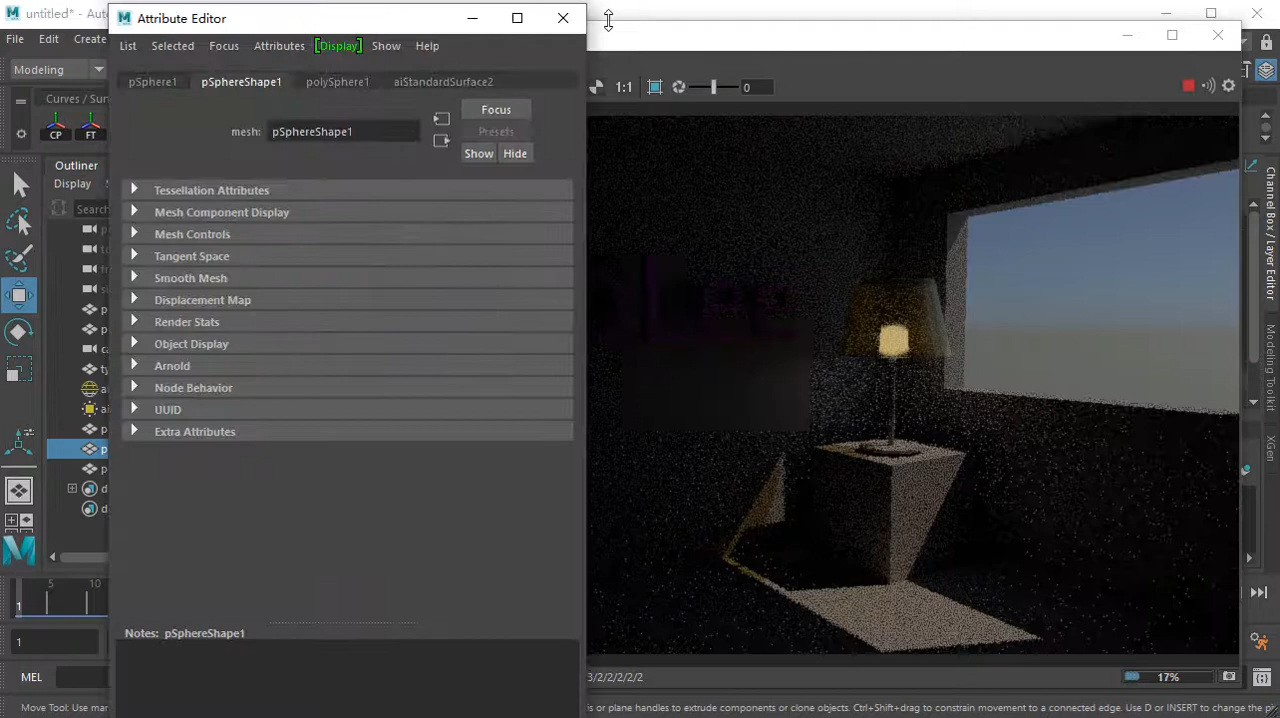 untitled* - Auto
Attribute Editor
File Edit Create
List Selected Focus Attributes [Display] Show Help
Modeling
pSphere1 pSphereShape1 polySphere1 aiStandardSurface2
1:1 0
Curves / Sur
CP FT
Focus
mesh: pSphereShape1
Presets
Show Hide
Outliner
Display
Search
Tessellation Attributes
Mesh Component Display
Mesh Controls
Tangent Space
Smooth Mesh
Displacement Map
Render Stats
Object Display
Arnold
Node Behavior
UUID
Extra Attributes
Channel Box / Layer Editor
Modeling Toolkit
XGen
5 10
1
1
Notes: pSphereShape1
MEL
3/2/2/2/2/2
17%
Move Tool: Use man
is or plane handles to extrude components or clone objects. Ctrl+Shift+drag to constrain movement to a connected edge. Use D or INSERT to change the pi